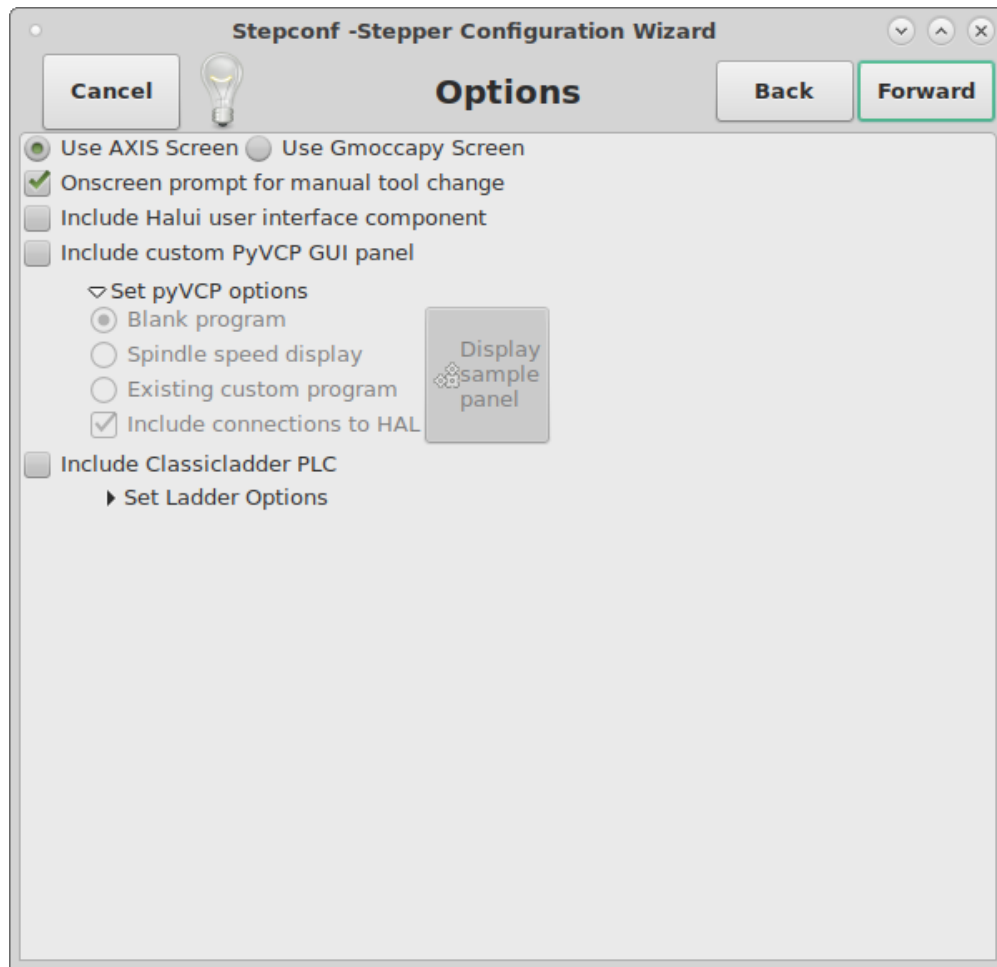 Stepconf -Stepper Configuration Wizard
Cancel Options Back Forward
Use AXIS Screen Use Gmoccapy Screen
Onscreen prompt for manual tool change
Include Halui user interface component
Include custom PyVCP GUI panel
Set pyVCP options
Blank program
Spindle speed display
Existing custom program
Include connections to HAL
Display
sample
panel
Include Classicladder PLC
Set Ladder Options